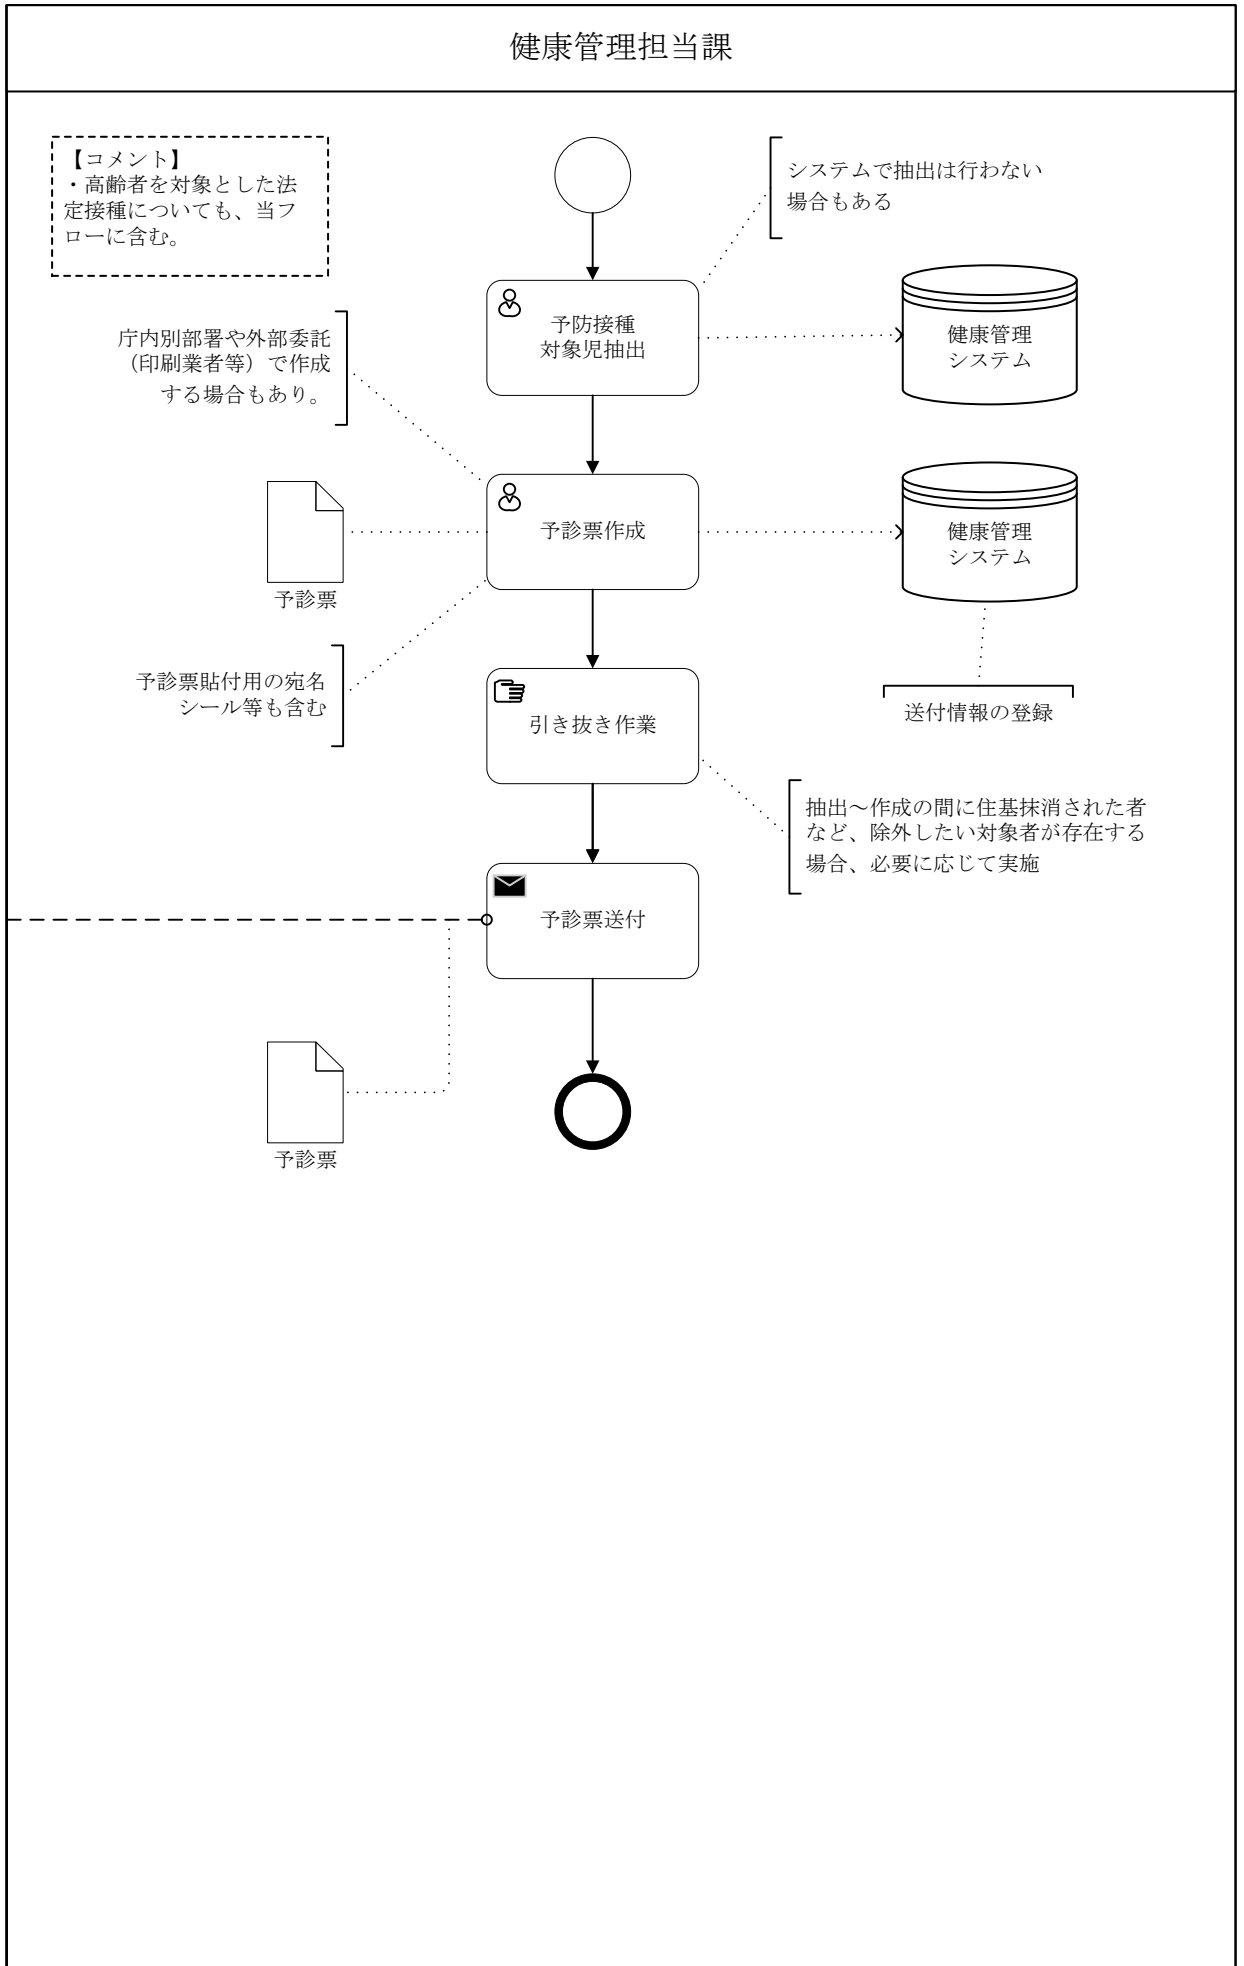 健康管理担当課
【コメント】
・高齢者を対象とした法
定接種についても、当フ
ローに含む。
システムで抽出は行わない
場合もある
予防接種
対象児抽出
健康管理
システム
庁内別部署や外部委託
（印刷業者等）で作成
する場合もあり。
予診票作成
健康管理
システム
予診票
予診票貼付用の宛名
シール等も含む
送付情報の登録
引き抜き作業
抽出～作成の間に住基抹消された者
など、除外したい対象者が存在する
場合、必要に応じて実施
予診票送付
予診票